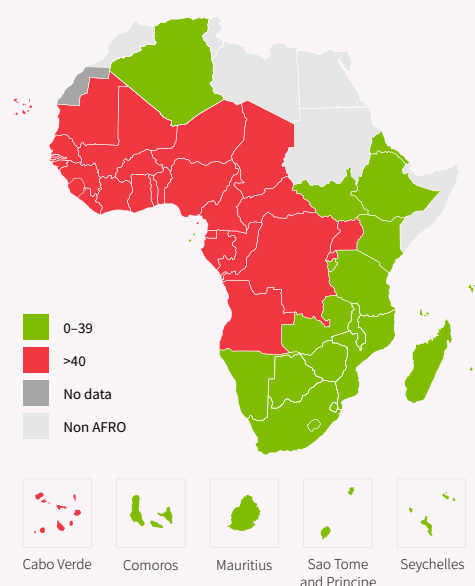 0–39
>40
No data
Non AFRO
Cabo Verde
Comoros
Mauritius
Sao Tome
and Principe
Seychelles